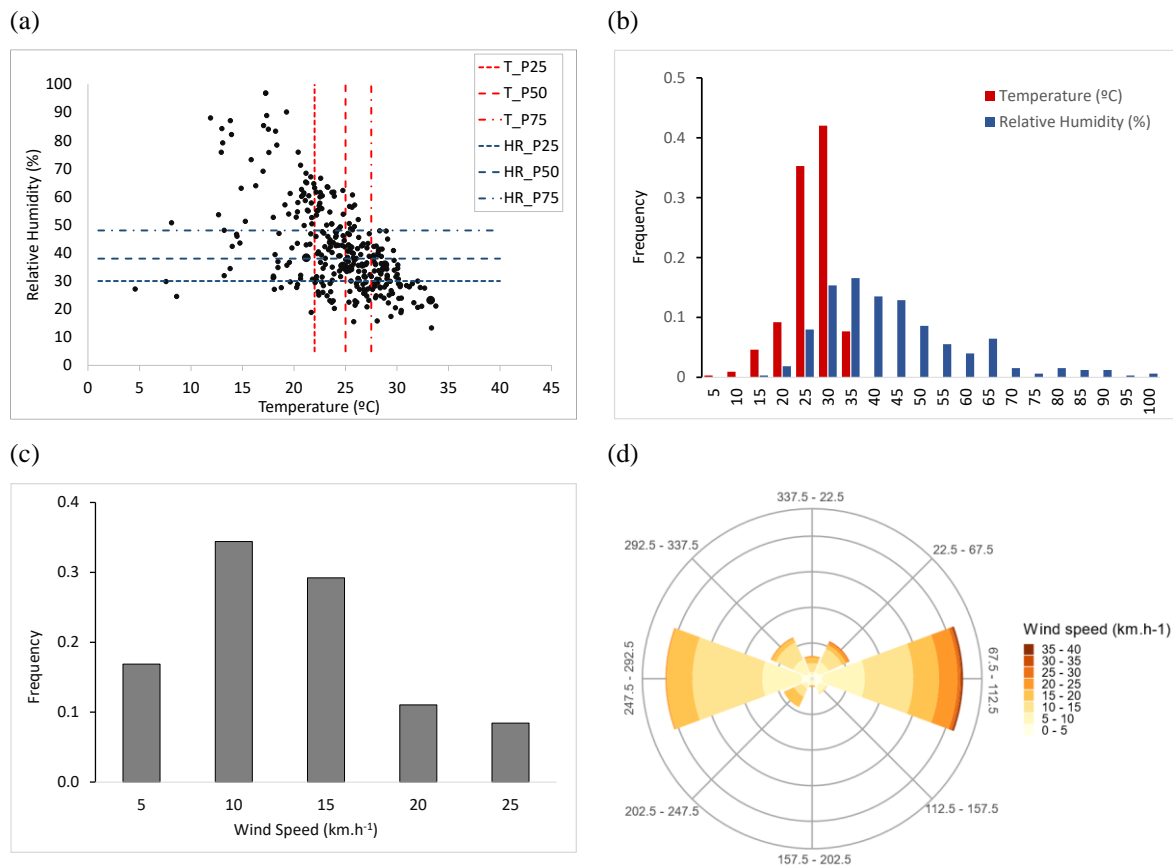 (a)
T_P25
T_P50
T_P75
HR_P25
HR_P50
HR_P75
100
90
80
70
60
50
40
30
20
10
0
Relative Humidity (%)
0 5 10 15 20 25 30 35 40 45
Temperature (ºC)
(b)
0.5
0.4
0.3
0.2
0.1
0
Frequency
Temperature (ºC)
Relative Humidity (%)
5 10 15 20 25 30 35 40 45 50 55 60 65 70 75 80 85 90 95 100
(c)
0.4
0.3
0.2
0.1
0.0
Frequency
5 10 15 20 25
Wind Speed (km.h⁻¹)
(d)
337.5 - 22.5
292.5 - 337.5
22.5 - 67.5
247.5 - 292.5
67.5 - 112.5
202.5 - 247.5
112.5 - 157.5
157.5 - 202.5
Wind speed (km.h-1)
35 - 40
30 - 35
25 - 30
20 - 25
15 - 20
10 - 15
5 - 10
0 - 5